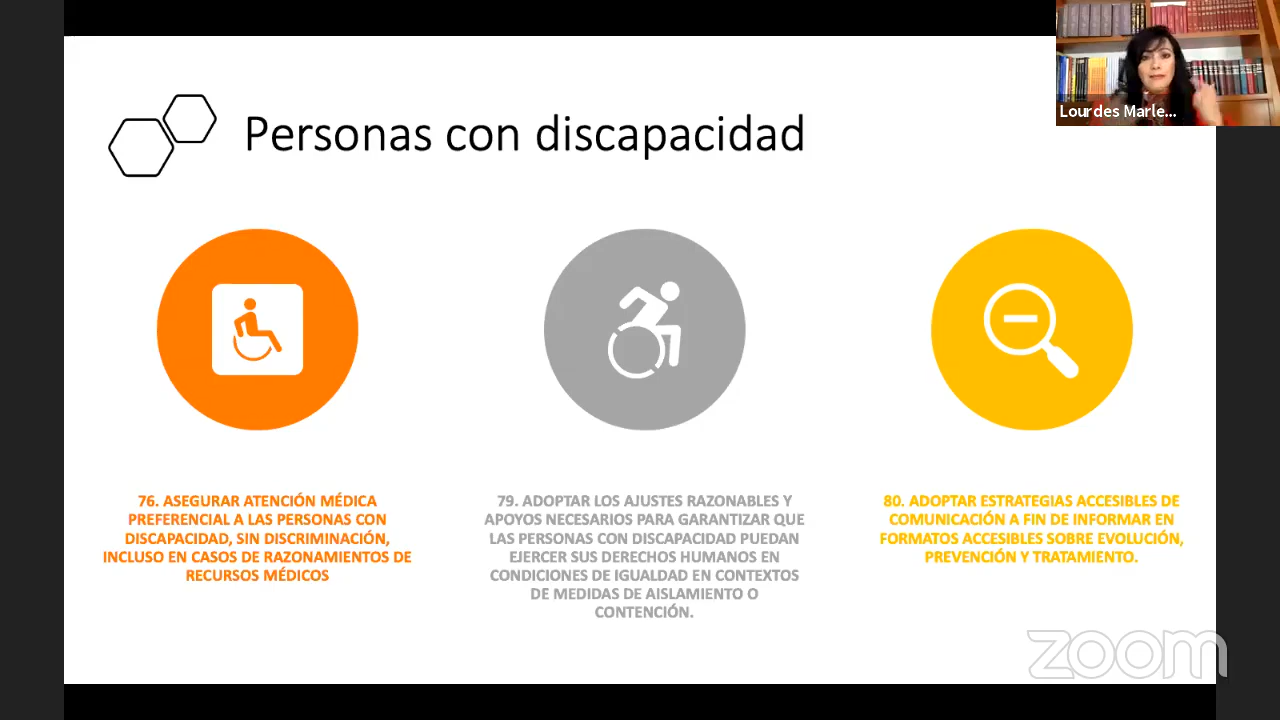 Lourdes Marle...
Personas con discapacidad
76. ASEGURAR ATENCIÓN MÉDICA
PREFERENCIAL A LAS PERSONAS CON
DISCAPACIDAD, SIN DISCRIMINACIÓN,
INCLUSO EN CASOS DE RAZONAMIENTOS DE
RECURSOS MÉDICOS
79. ADOPTAR LOS AJUSTES RAZONABLES Y
APOYOS NECESARIOS PARA GARANTIZAR QUE
LAS PERSONAS CON DISCAPACIDAD PUEDAN
EJERCER SUS DERECHOS HUMANOS EN
CONDICIONES DE IGUALDAD EN CONTEXTOS
DE MEDIDAS DE AISLAMIENTO O
CONTENCIÓN.
80. ADOPTAR ESTRATEGIAS ACCESIBLES DE
COMUNICACIÓN A FIN DE INFORMAR EN
FORMATOS ACCESIBLES SOBRE EVOLUCIÓN,
PREVENCIÓN Y TRATAMIENTO.
zoom